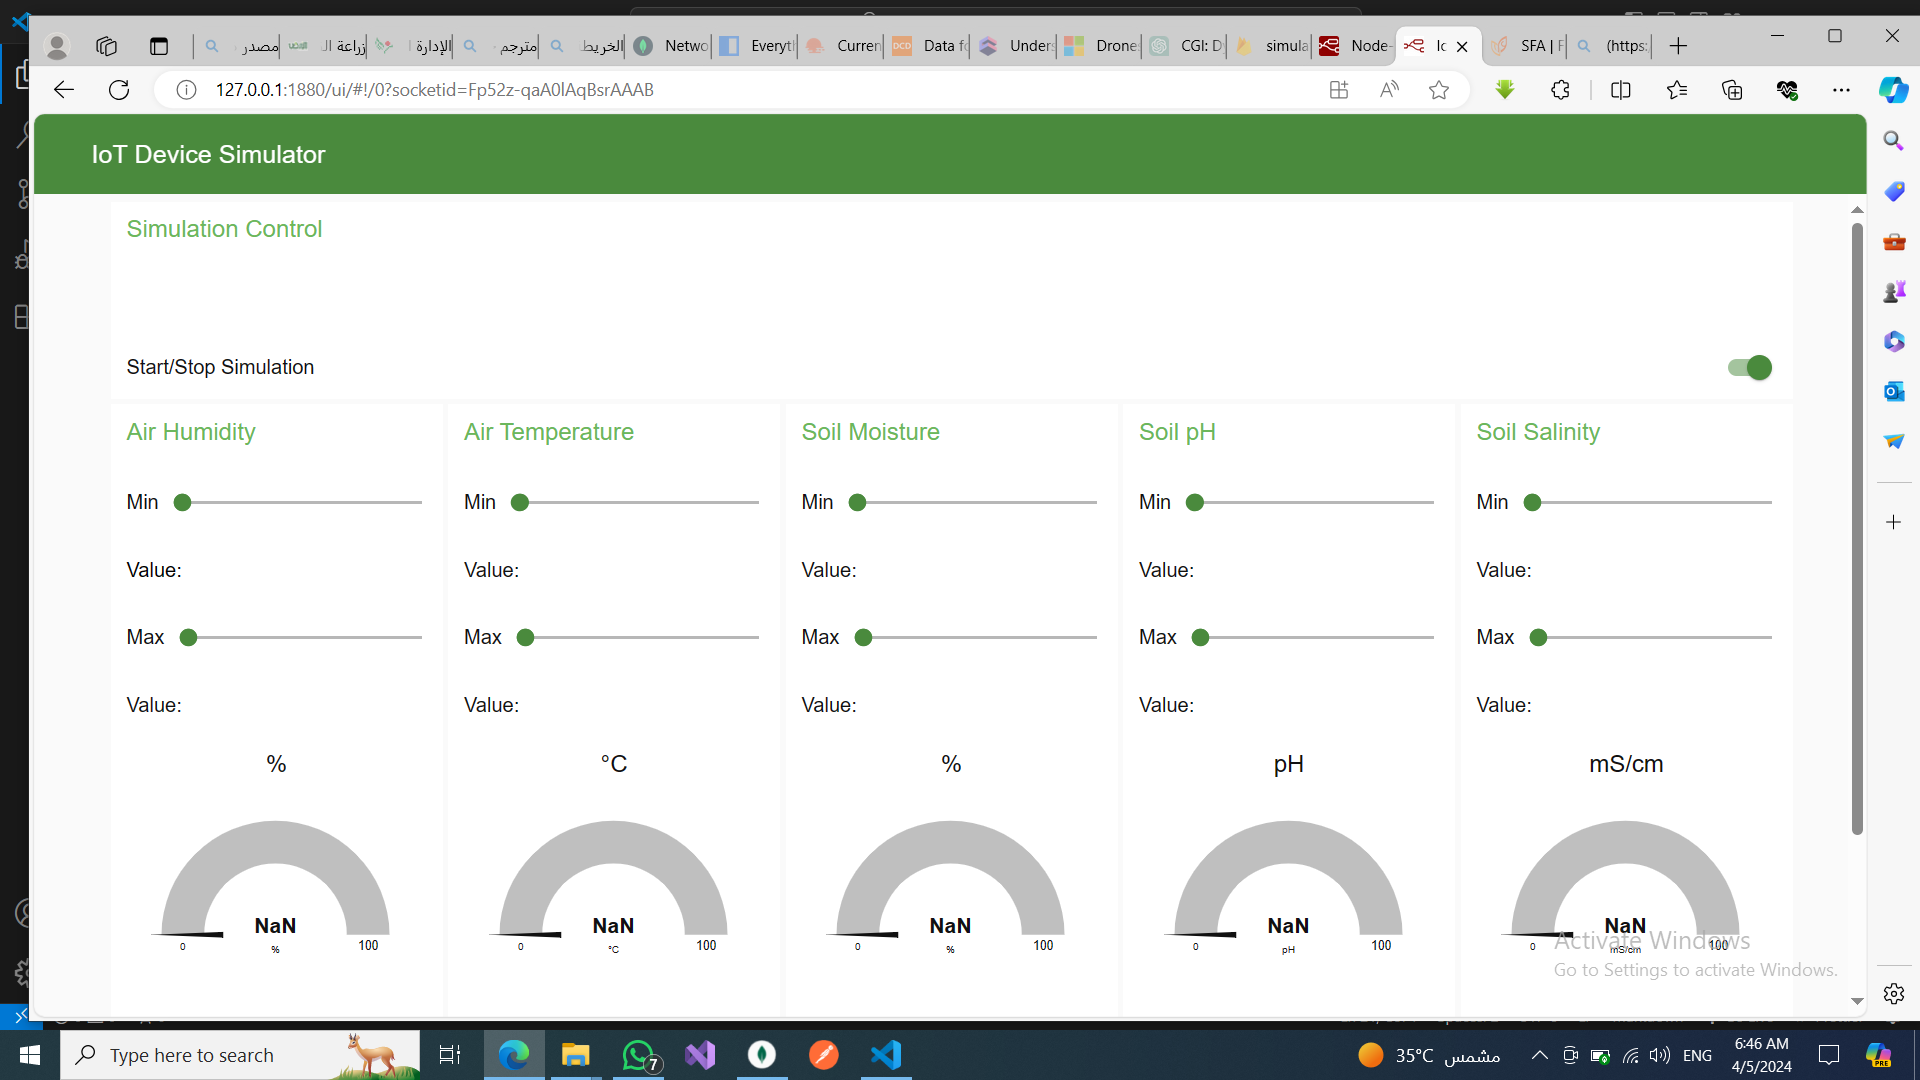 مصدر
زراعة ال
الإدارة ا
مترجم -
الخريط
Netwo
Everyt
Curren
Data fo
Unders
Drone
CGI: D
simula
Node-
Io
SFA | F
(https:
127.0.0.1:1880/ui/#!/0?socketid=Fp52z-qaA0lAqBsrAAAB
IoT Device Simulator
Simulation Control
Start/Stop Simulation
Air Humidity
Min
Value:
Max
Value:
%
NaN
%
0
100
Air Temperature
Min
Value:
Max
Value:
°C
NaN
°C
0
100
Soil Moisture
Min
Value:
Max
Value:
%
NaN
%
0
100
Soil pH
Min
Value:
Max
Value:
pH
NaN
pH
0
100
Soil Salinity
Min
Value:
Max
Value:
mS/cm
NaN
mS/cm
0
100
Activate Windows
Go to Settings to activate Windows.
Type here to search
7
35°C مشمس
ENG
6:46 AM
4/5/2024
PRE